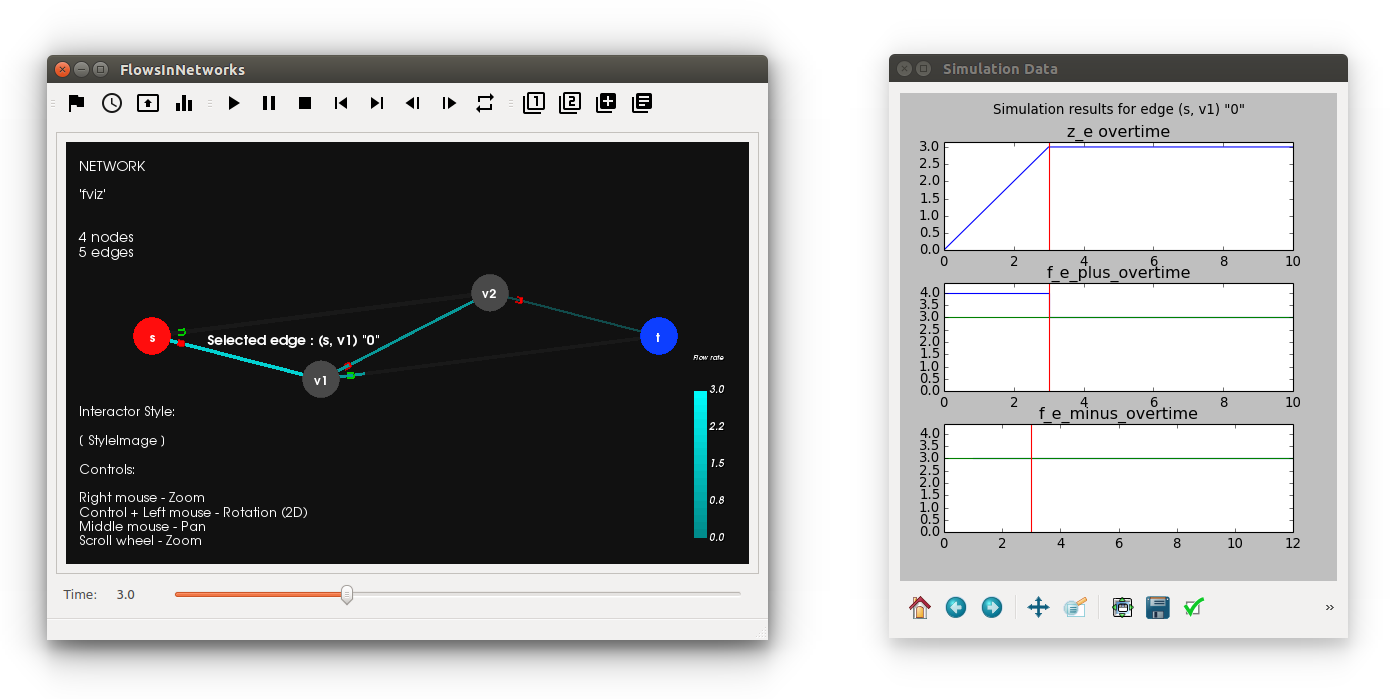 FlowsInNetworks
1
2
NETWORK
'fviz'
4 nodes
5 edges
v2
s
Selected edge : (s, v1) "0"
t
v1
Flow rate
3.0
2.2
1.5
0.8
0.0
Interactor Style:
( StyleImage )
Controls:
Right mouse - Zoom
Control + Left mouse - Rotation (2D)
Middle mouse - Pan
Scroll wheel - Zoom
Time: 3.0
Simulation Data
Simulation results for edge (s, v1) "0"
z_e overtime
3.0
2.5
2.0
1.5
1.0
0.5
0.0
0 2 4 6 8 10
f_e_plus_overtime
4.0
3.5
3.0
2.5
2.0
1.5
1.0
0.5
0.0
0 2 4 6 8 10
f_e_minus_overtime
4.0
3.5
3.0
2.5
2.0
1.5
1.0
0.5
0.0
0 2 4 6 8 10 12
»